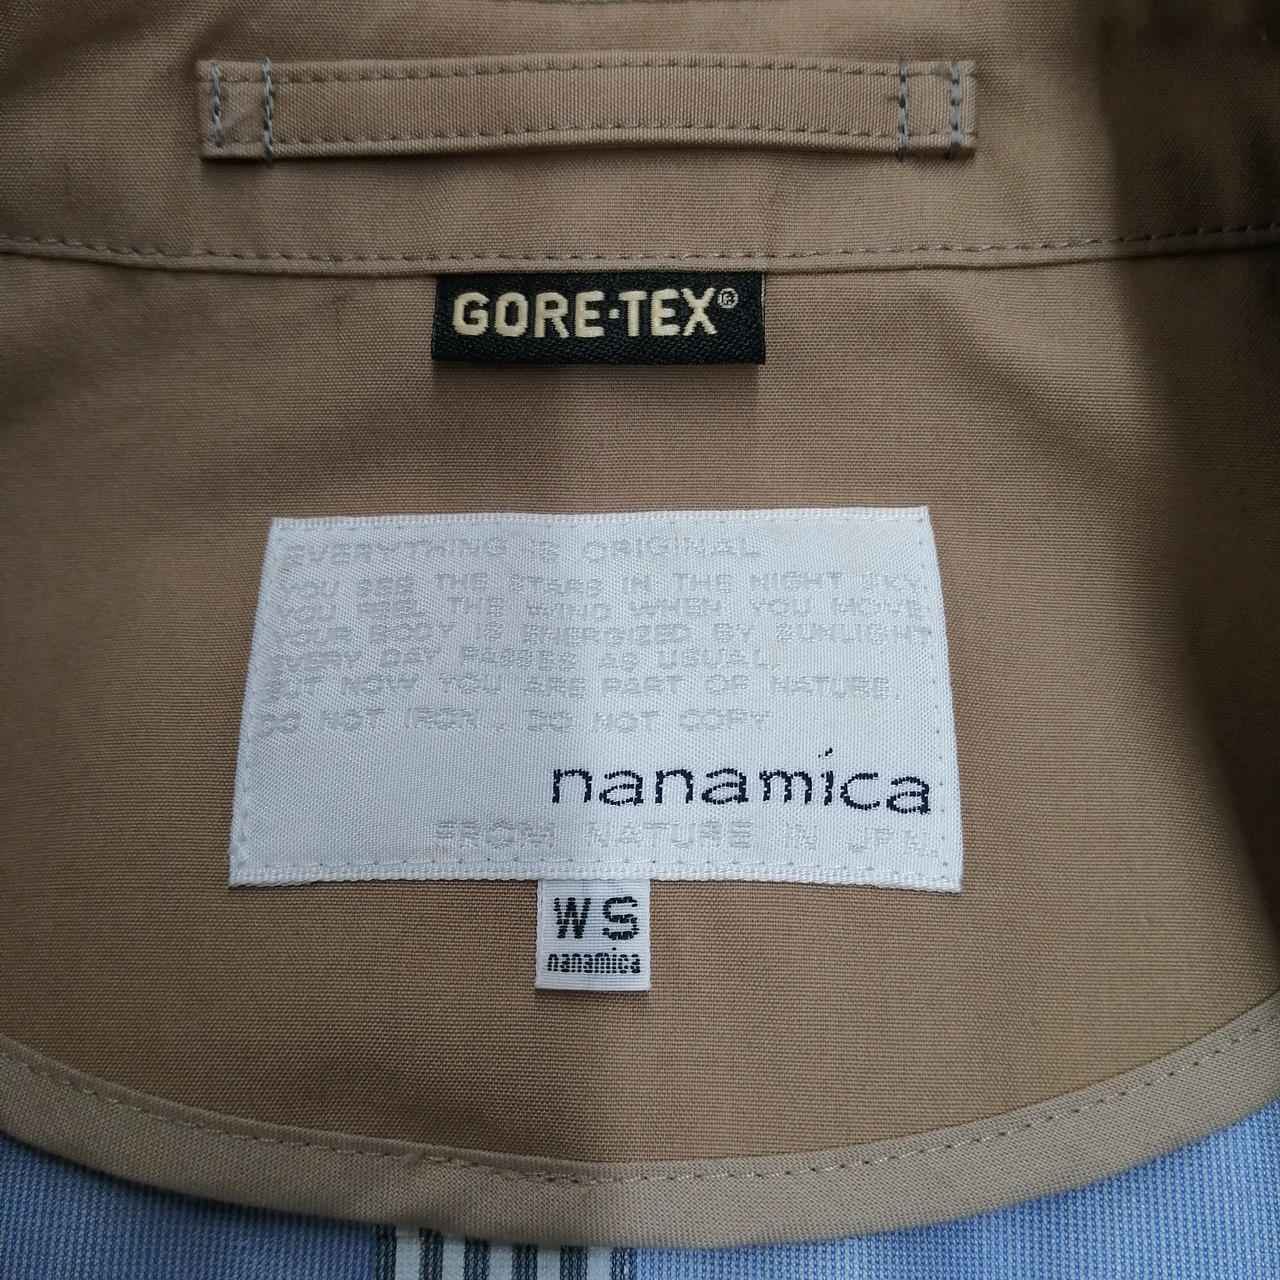 GORE-TEX®
EVERYTHING IS ORIGINAL
YOU SEE THE STARS IN THE NIGHT SKY,
YOU FEEL THE WIND WHEN YOU MOVE,
YOUR BODY IS ENERGIZED BY SUNLIGHT
EVERY DAY PASSES AS USUAL,
BUT NOW YOU ARE PART OF NATURE.
DO NOT IRON. DO NOT COPY
nanamica
FROM NATURE IN JPN.
WS
nanamica